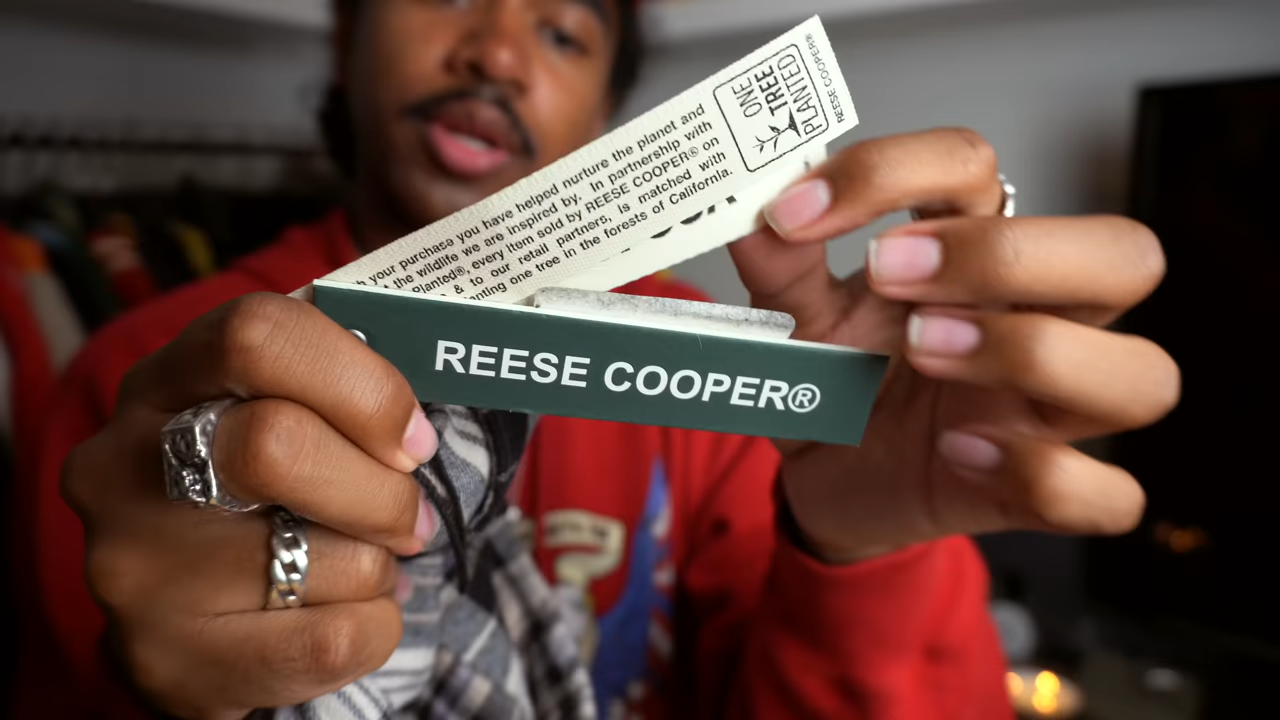 your purchase you have helped nurture the planet and
the wildlife we are inspired by. In partnership with
Planted®, every item sold by REESE COOPER® on
& to our retail partners, is matched with
one tree in the forests of California.
ONE
TREE
PLANTED
REESE COOPER®
REESE COOPER®